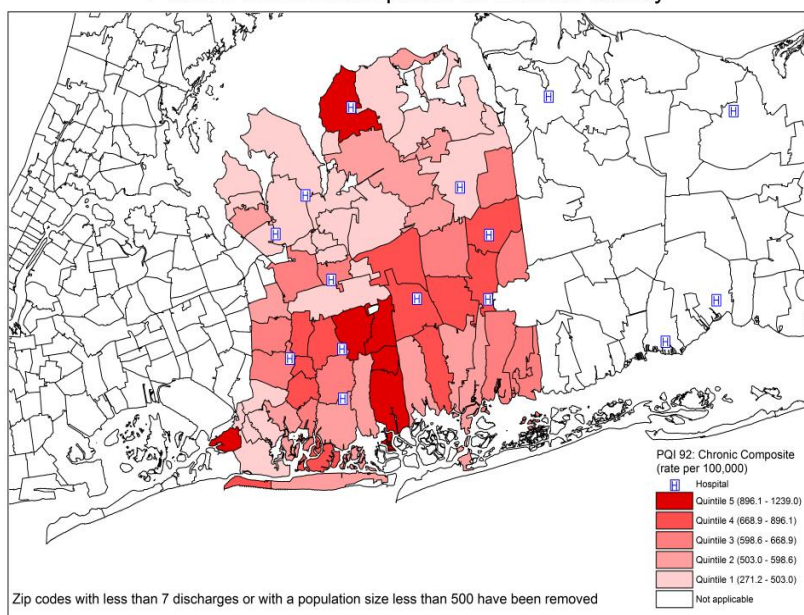 PQI 92: Chronic Composite
(rate per 100,000)
Hospital
Quintile 5 (896.1 - 1239.0)
Quintile 4 (668.9 - 896.1)
Quintile 3 (598.6 - 668.9)
Quintile 2 (503.0 - 598.6)
Quintile 1 (271.2 - 503.0)
Not applicable
Zip codes with less than 7 discharges or with a population size less than 500 have been removed